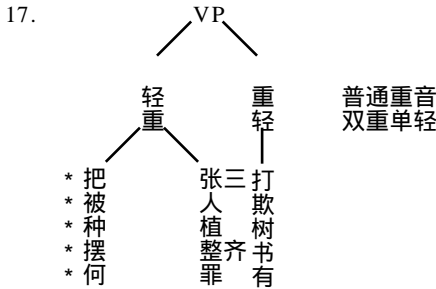 17. VP
轻 重 普通重音
重 轻 双重单轻
* 把 张三 打
* 被 人 欺
* 种 植 树
* 摆 整齐 书
* 何 罪 有